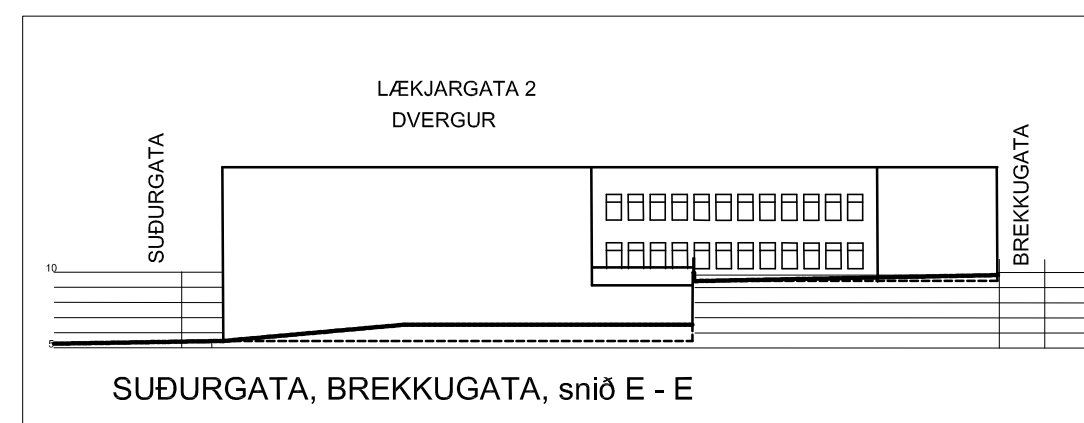 LÆKJARGATA 2
DVERGUR
SUÐURGATA
BREKKUGATA
10
5
SUÐURGATA, BREKKUGATA, snið E - E